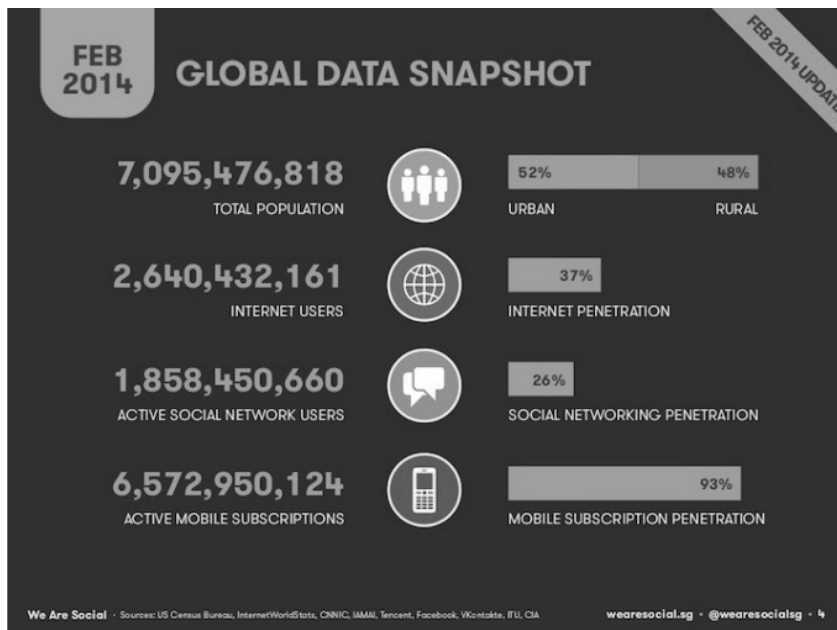 FEB
2014
GLOBAL DATA SNAPSHOT
FEB 2014 UPDATE
7,095,476,818
TOTAL POPULATION
52% 48%
URBAN RURAL
2,640,432,161
INTERNET USERS
37%
INTERNET PENETRATION
1,858,450,660
ACTIVE SOCIAL NETWORK USERS
26%
SOCIAL NETWORKING PENETRATION
6,572,950,124
ACTIVE MOBILE SUBSCRIPTIONS
93%
MOBILE SUBSCRIPTION PENETRATION
We Are Social · Sources: US Census Bureau, InternetWorldStats, CNNIC, IAMAI, Tencent, Facebook, VKontakte, ITU, CIA
wearesocial.sg · @wearesocialsg · 4